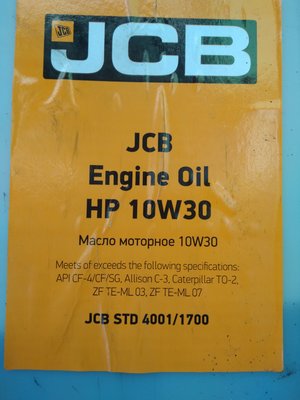 JCB
JCB
JCB
Engine Oil
HP 10W30
Масло моторное 10W30
Meets of exceeds the following specifications:
API CF-4/CF/SG, Allison C-3, Caterpillar TO-2,
ZF TE-ML 03, ZF TE-ML 07
JCB STD 4001/1700